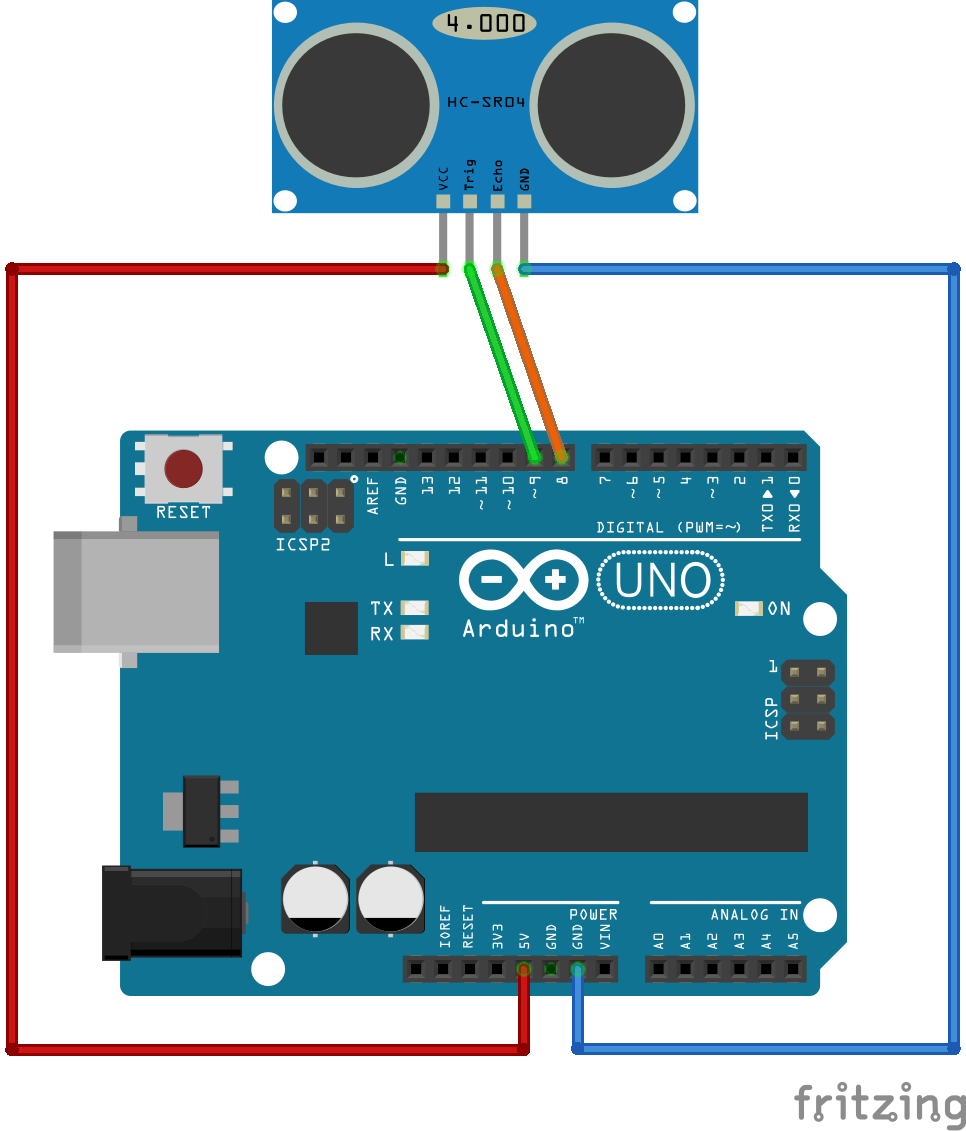 4.000
HC-SR04
VCC
Trig
Echo
GND
RESET
ICSP2
AREF
GND
13
12
~11
~10
~9
8
7
~6
~5
4
~3
2
TX0▶1
RX0◀0
DIGITAL (PWM=~)
L
TX
RX
Arduino™
UNO
ON
1
ICSP
IOREF
RESET
3V3
5V
GND
GND
VIN
POWER
ANALOG IN
A0
A1
A2
A3
A4
A5
fritzing